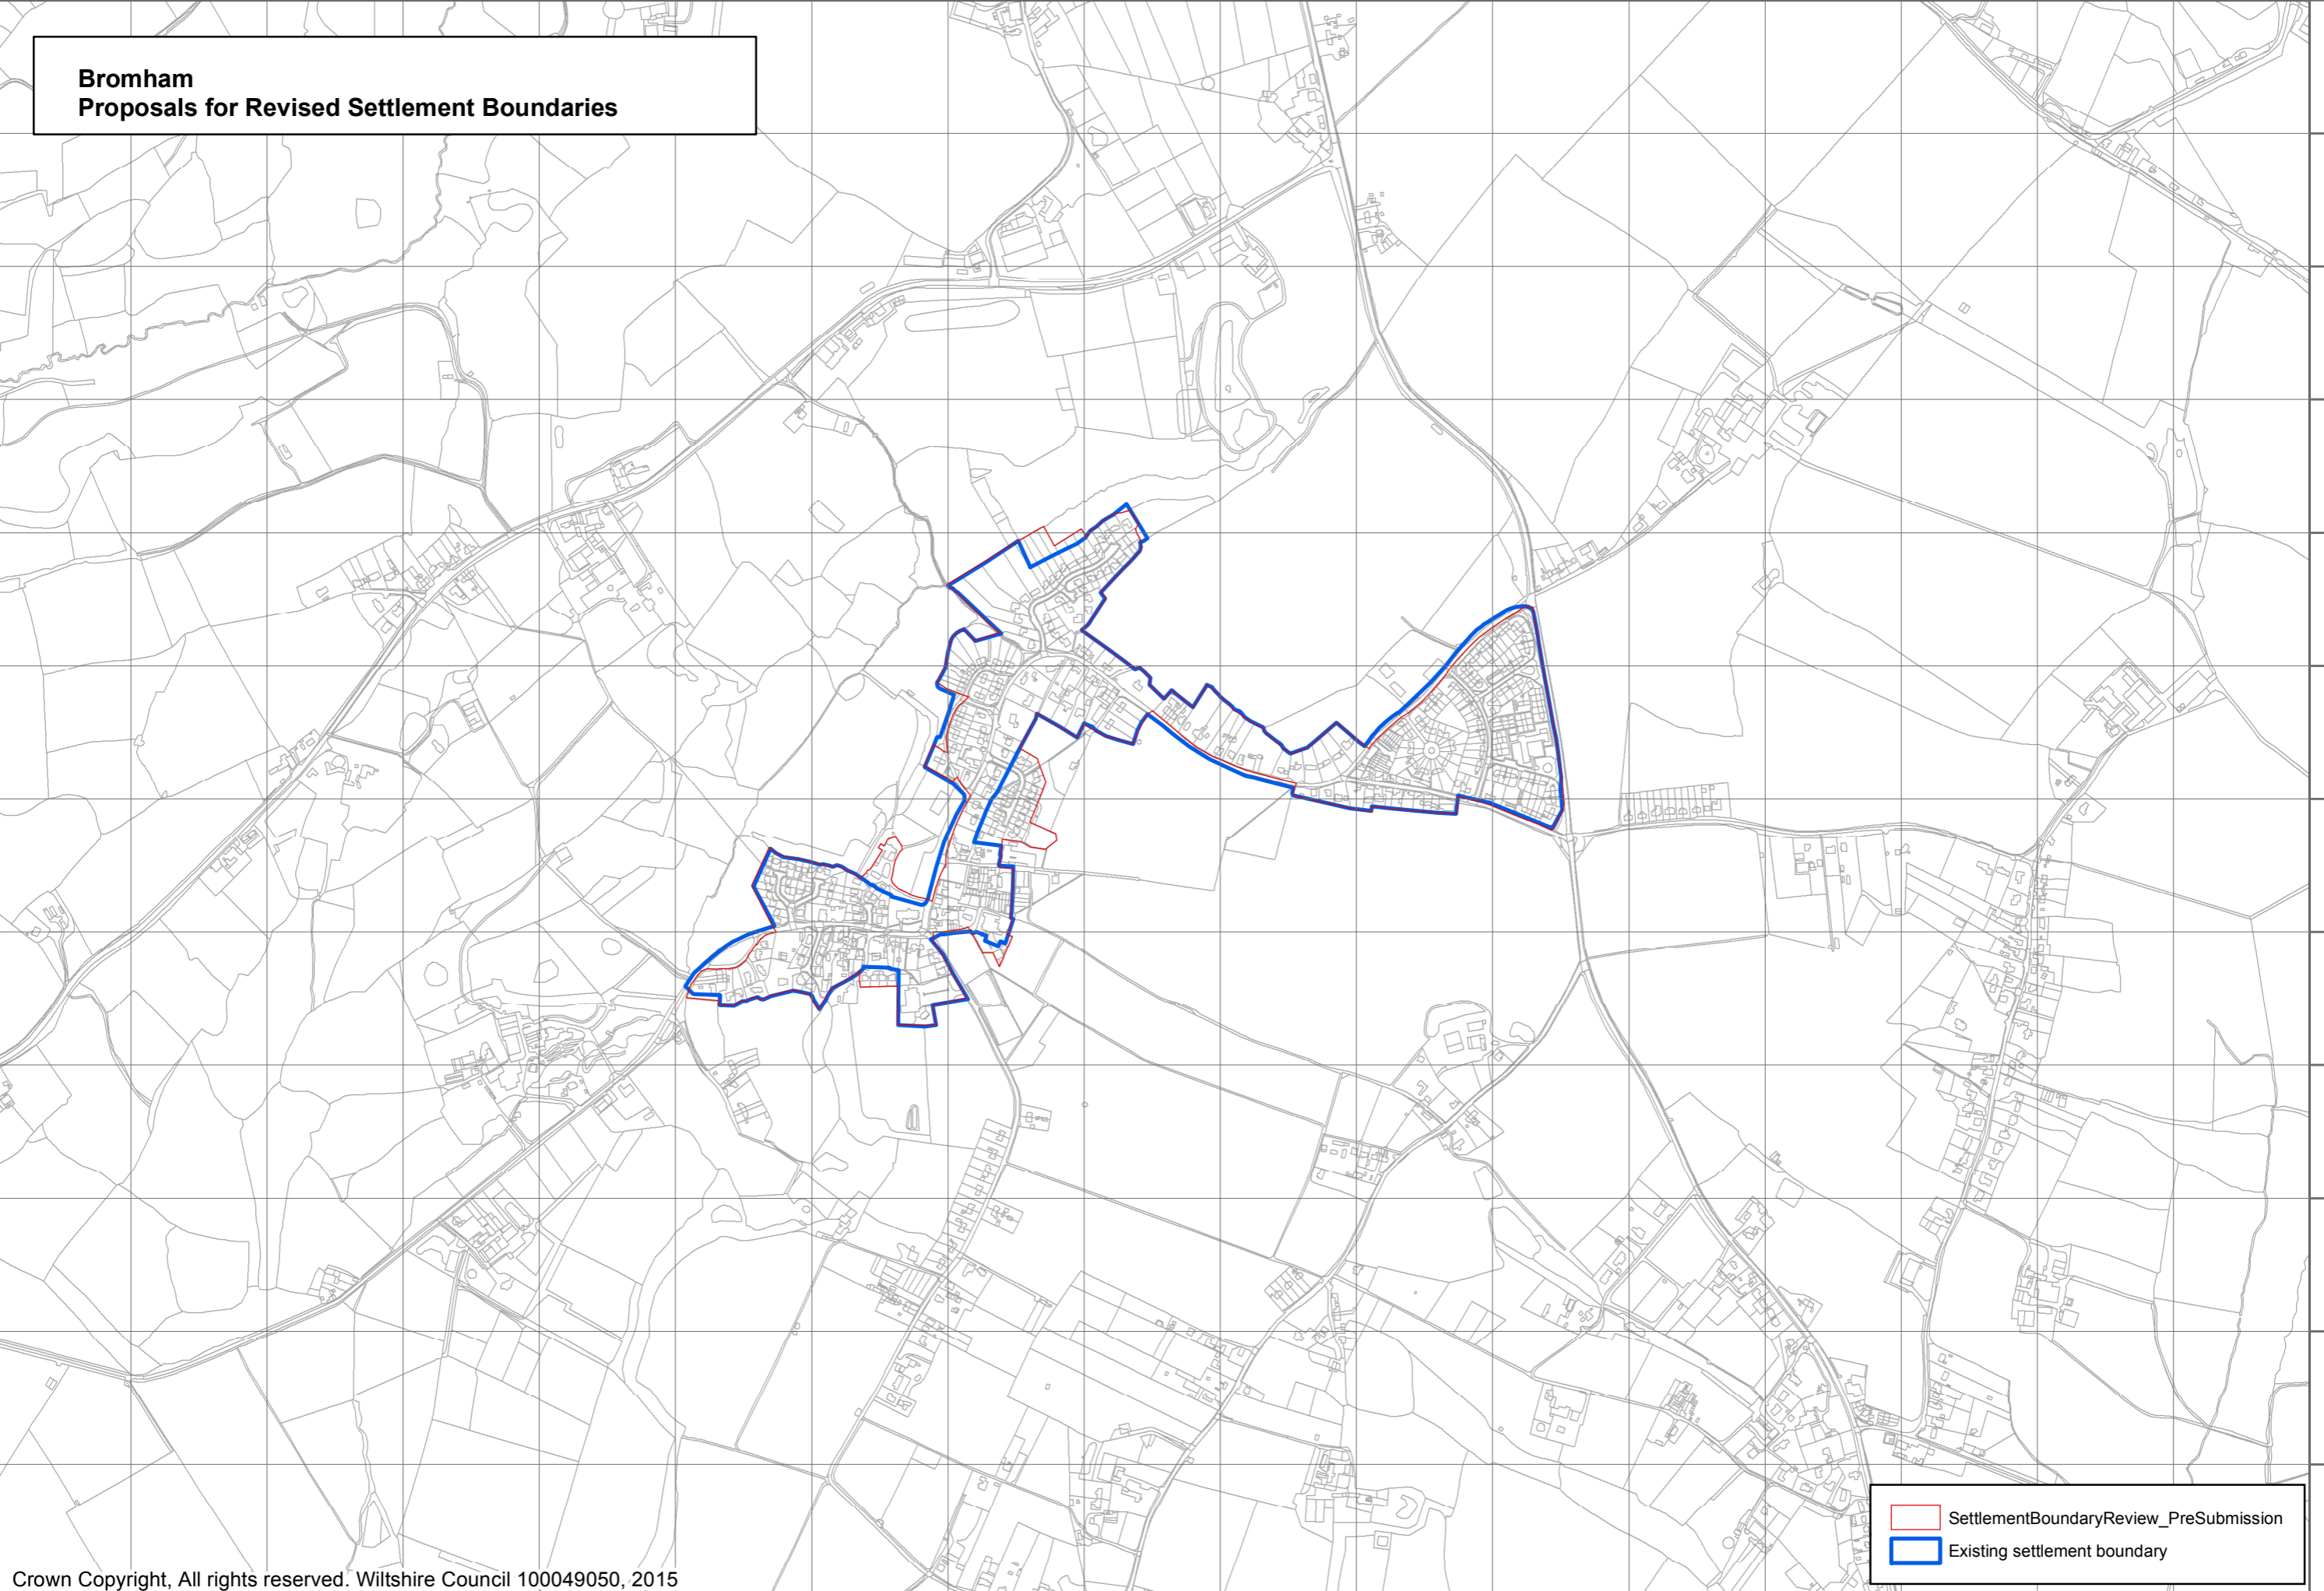 Bromham
Proposals for Revised Settlement Boundaries
SettlementBoundaryReview_PreSubmission
Existing settlement boundary
Crown Copyright, All rights reserved. Wiltshire Council 100049050, 2015